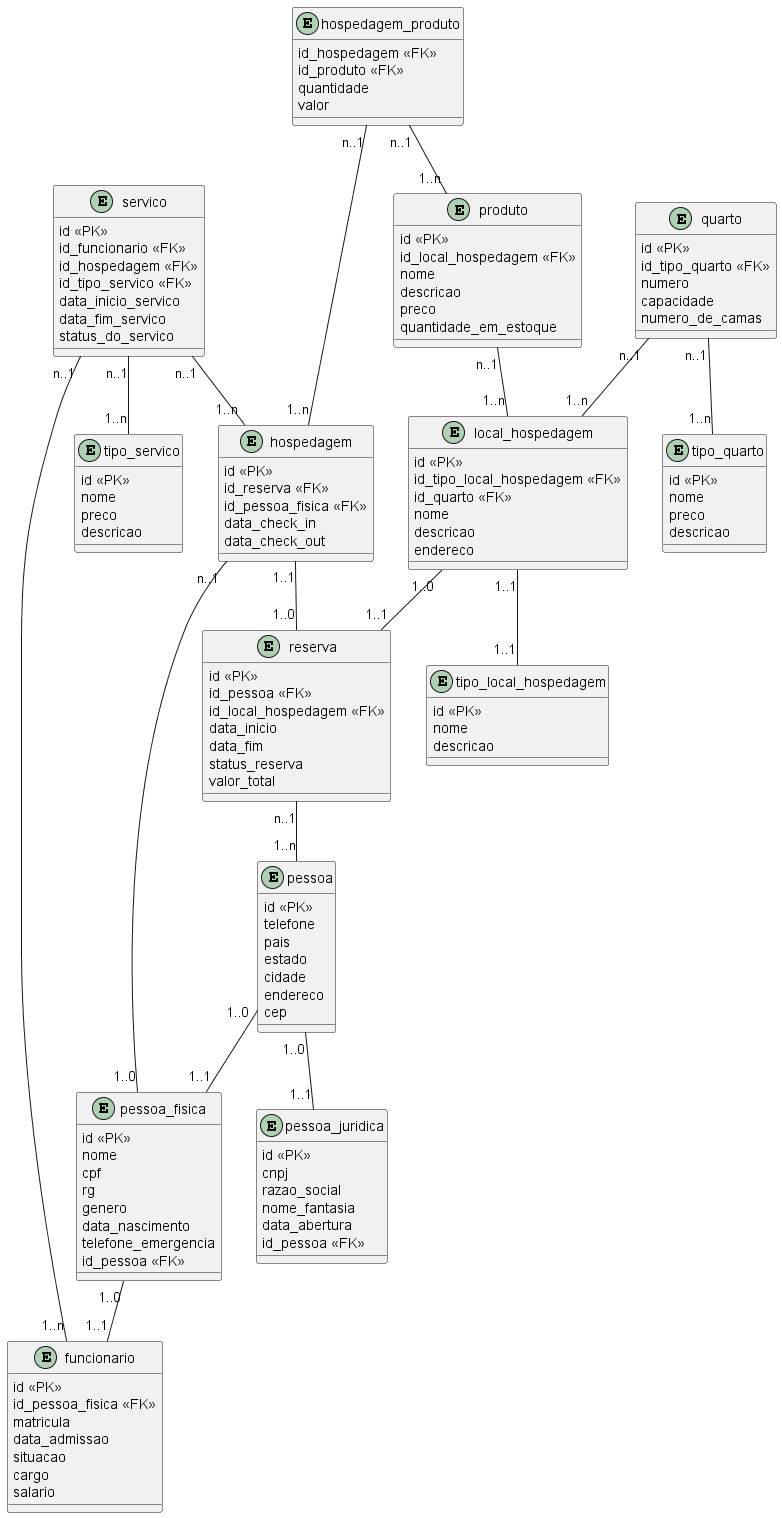 E hospedagem_produto
id_hospedagem «FK»
id_produto «FK»
quantidade
valor
n..1
n..1
1..n
1..n
E servico
id «PK»
id_funcionario «FK»
id_hospedagem «FK»
id_tipo_servico «FK»
data_inicio_servico
data_fim_servico
status_do_servico
n..1
n..1
n..1
1..n
1..n
E produto
id «PK»
id_local_hospedagem «FK»
nome
descricao
preco
quantidade_em_estoque
n..1
1..n
E quarto
id «PK»
id_tipo_quarto «FK»
numero
capacidade
numero_de_camas
n..1
n..1
1..n
1..n
E tipo_servico
id «PK»
nome
preco
descricao
E hospedagem
id «PK»
id_reserva «FK»
id_pessoa_fisica «FK»
data_check_in
data_check_out
n..1
1..1
1..0
E local_hospedagem
id «PK»
id_tipo_local_hospedagem «FK»
id_quarto «FK»
nome
descricao
endereco
1..0
1..1
1..1
1..1
E tipo_quarto
id «PK»
nome
preco
descricao
E reserva
id «PK»
id_pessoa «FK»
id_local_hospedagem «FK»
data_inicio
data_fim
status_reserva
valor_total
n..1
1..n
E tipo_local_hospedagem
id «PK»
nome
descricao
E pessoa
id «PK»
telefone
pais
estado
cidade
endereco
cep
1..0
1..0
1..0
1..1
1..1
E pessoa_fisica
id «PK»
nome
cpf
rg
genero
data_nascimento
telefone_emergencia
id_pessoa «FK»
1..0
1..n
1..1
E pessoa_juridica
id «PK»
cnpj
razao_social
nome_fantasia
data_abertura
id_pessoa «FK»
E funcionario
id «PK»
id_pessoa_fisica «FK»
matricula
data_admissao
situacao
cargo
salario